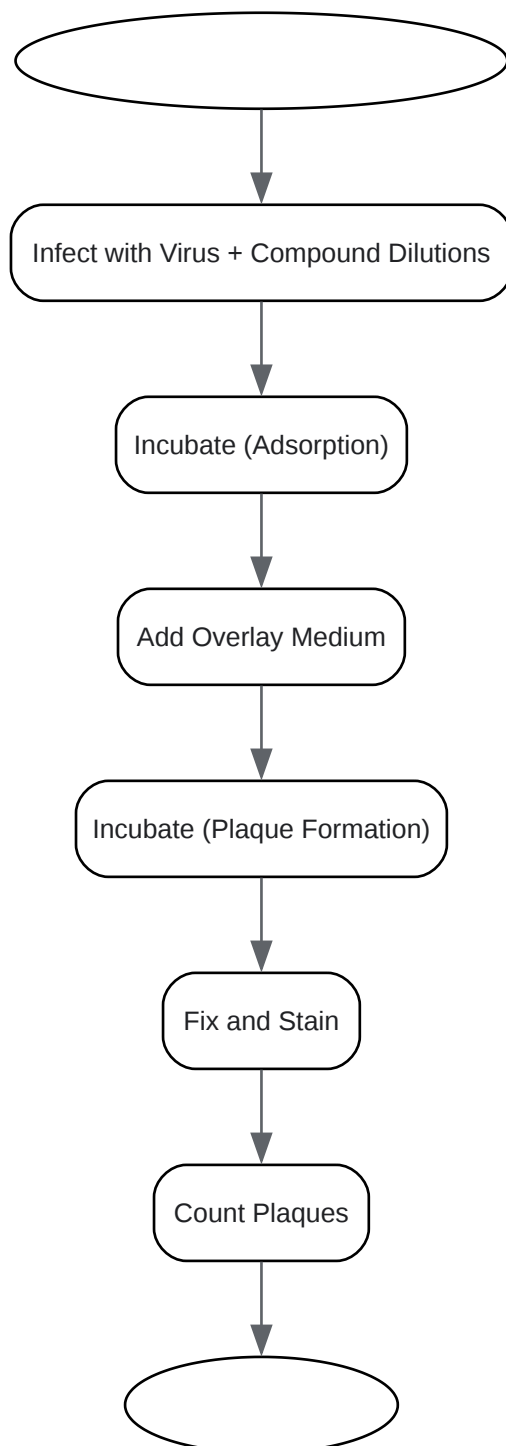 Infect with Virus + Compound Dilutions
Incubate (Adsorption)
Add Overlay Medium
Incubate (Plaque Formation)
Fix and Stain
Count Plaques